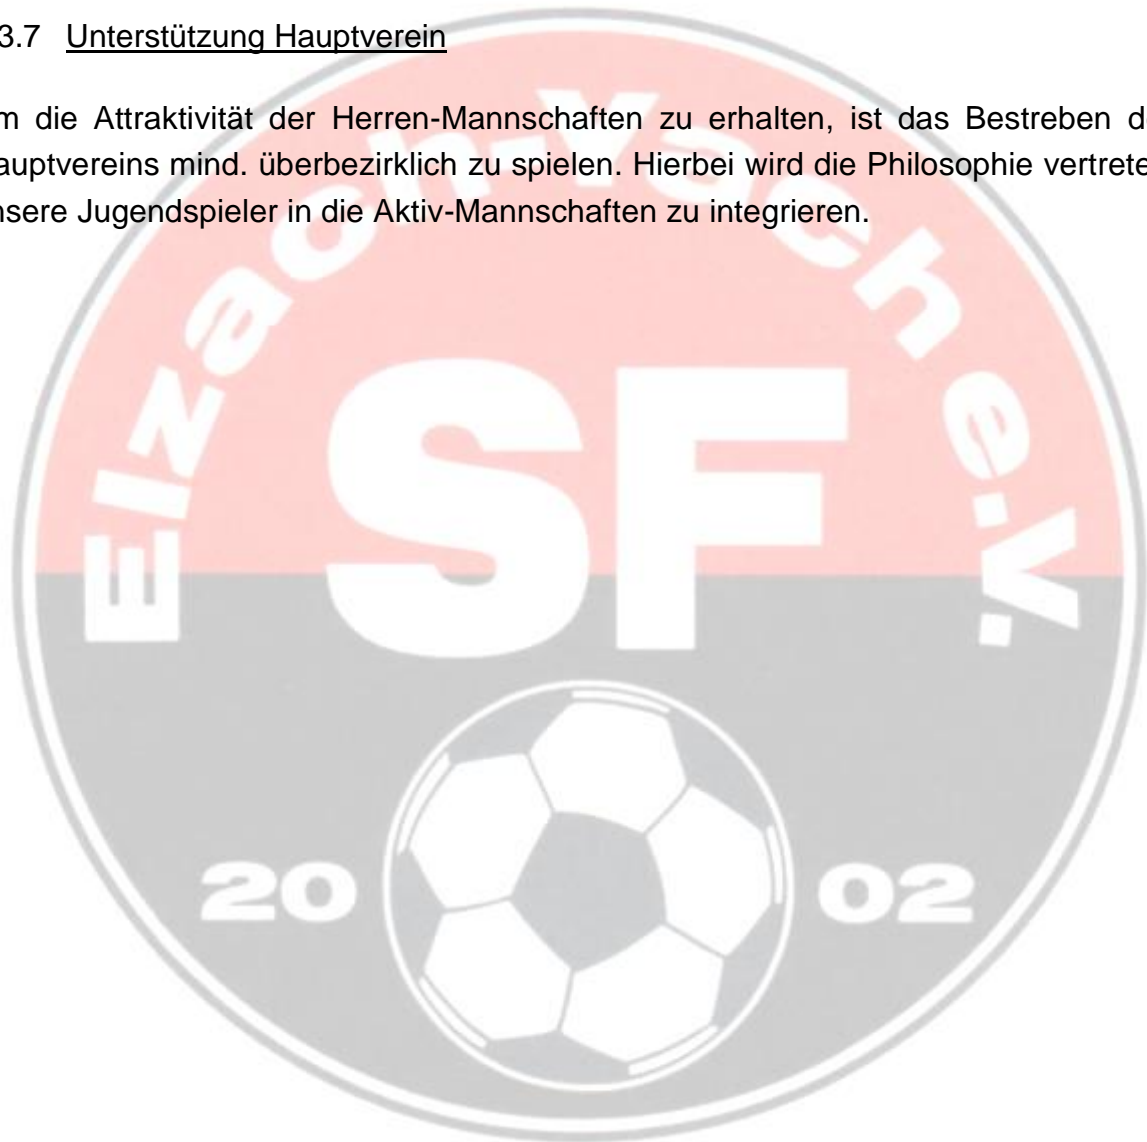 3.7 Unterstützung Hauptverein
m die Attraktivität der Herren-Mannschaften zu erhalten, ist das Bestreben d
auptvereins mind. überbezirklich zu spielen. Hierbei wird die Philosophie vertrete
nsere Jugendspieler in die Aktiv-Mannschaften zu integrieren.
Elzach-Yach e.V.
SF
20 02